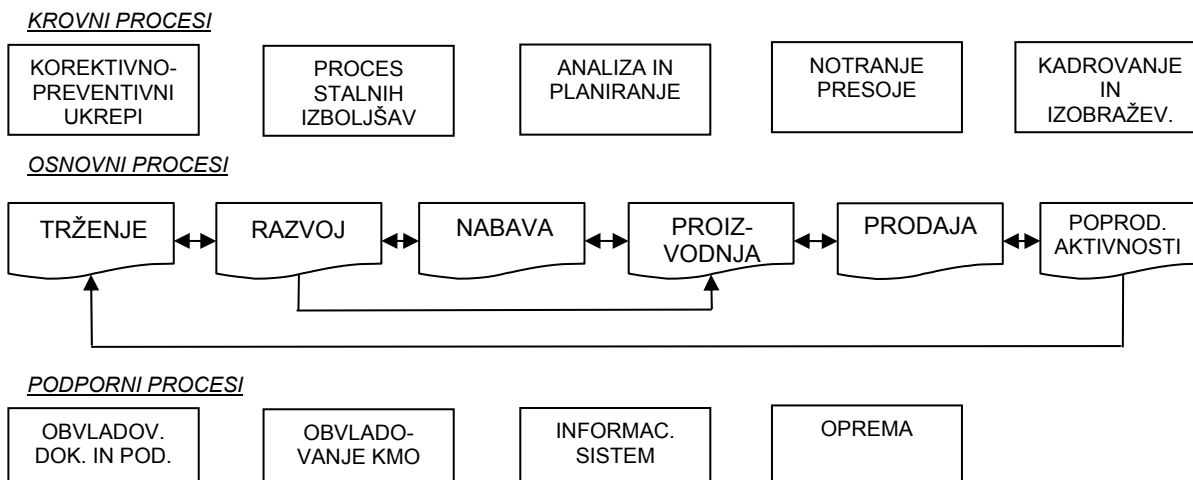 KROVNI PROCESI
KOREKTIVNO-
PREVENTIVNI
UKREPI
PROCES
STALNIH
IZBOLJŠAV
ANALIZA IN
PLANIRANJE
NOTRANJE
PRESOJE
KADROVANJE
IN
IZOBRAŽEV.
OSNOVNI PROCESI
TRŽENJE
RAZVOJ
NABAVA
PROIZ-
VODNJA
PRODAJA
POPROD.
AKTIVNOSTI
PODPORNI PROCESI
OBVLADOV.
DOK. IN POD.
OBVLADO-
VANJE KMO
INFORMAC.
SISTEM
OPREMA